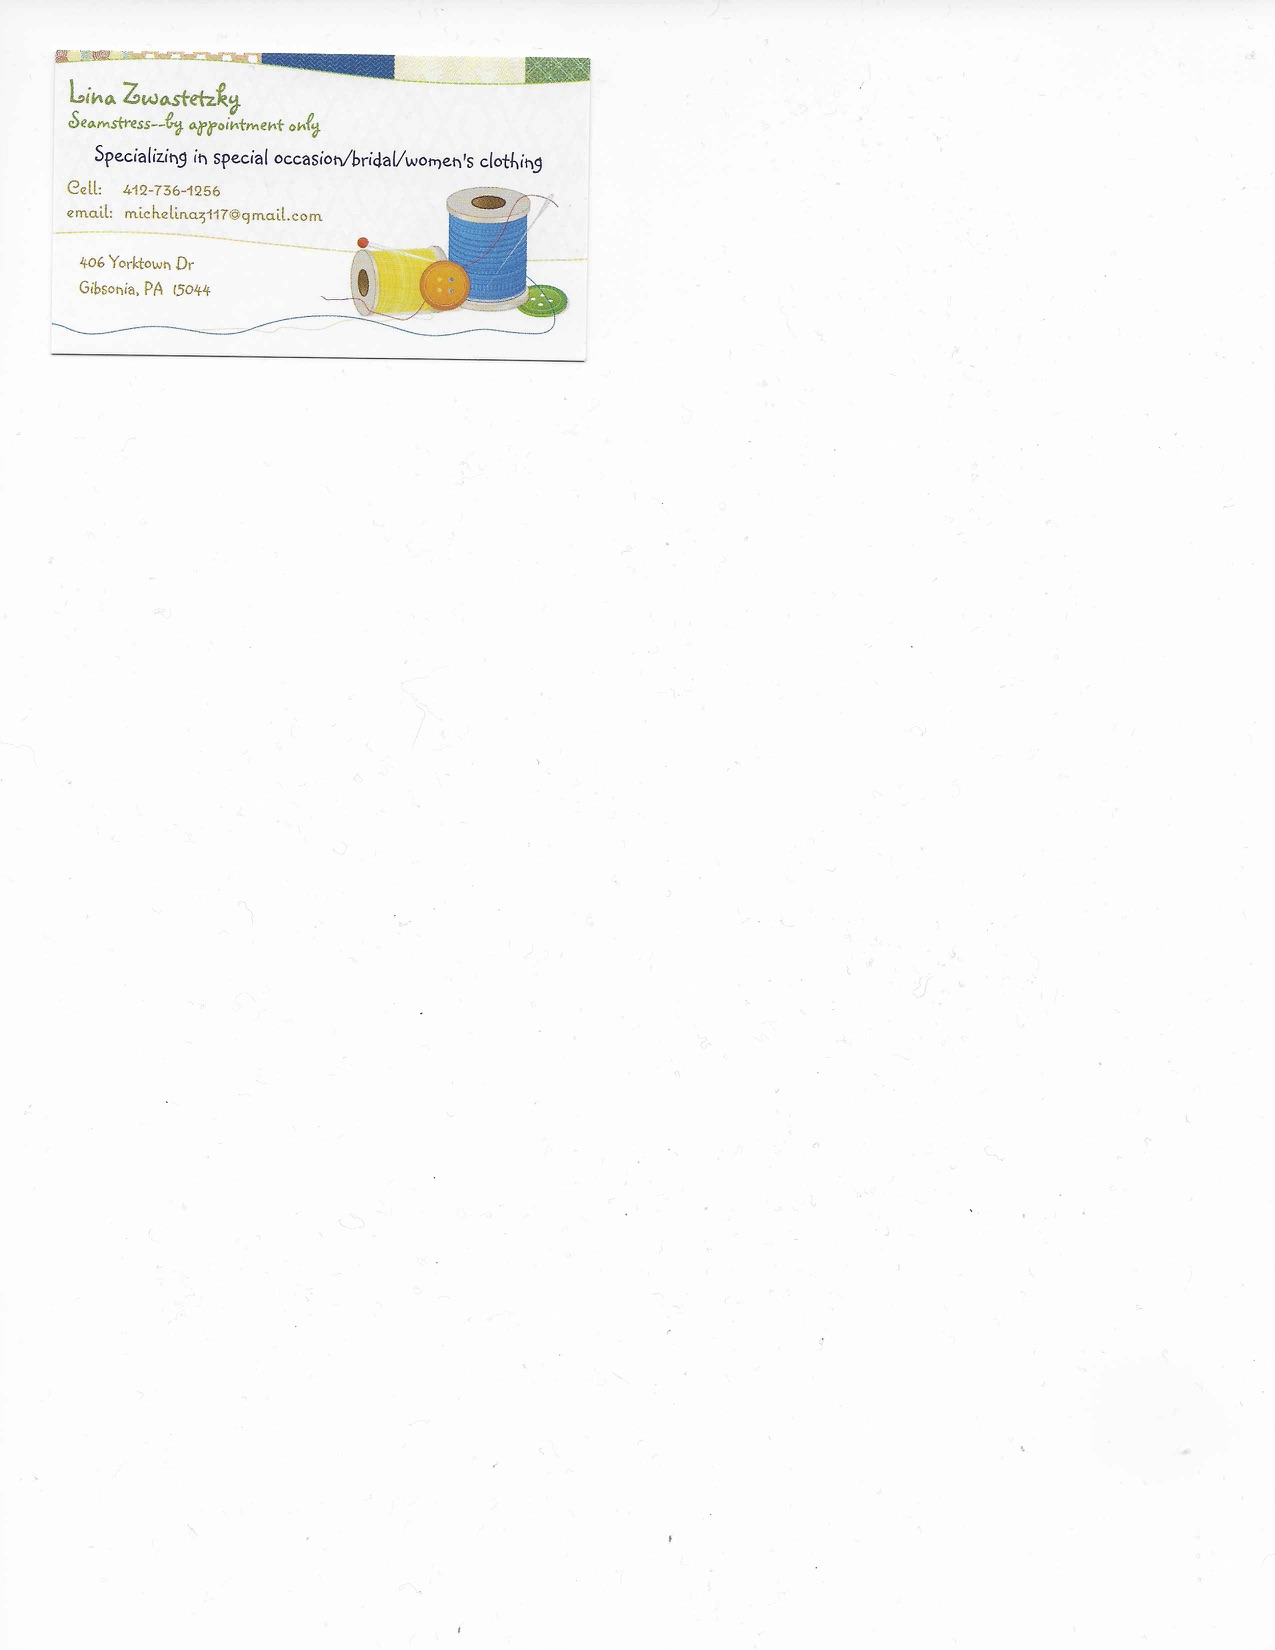 Lina Zwastetzky
Seamstress--by appointment only
Specializing in special occasion/bridal/women's clothing
Cell: 412-736-1256
email: michelina3117@gmail.com
406 Yorktown Dr
Gibsonia, PA 15044